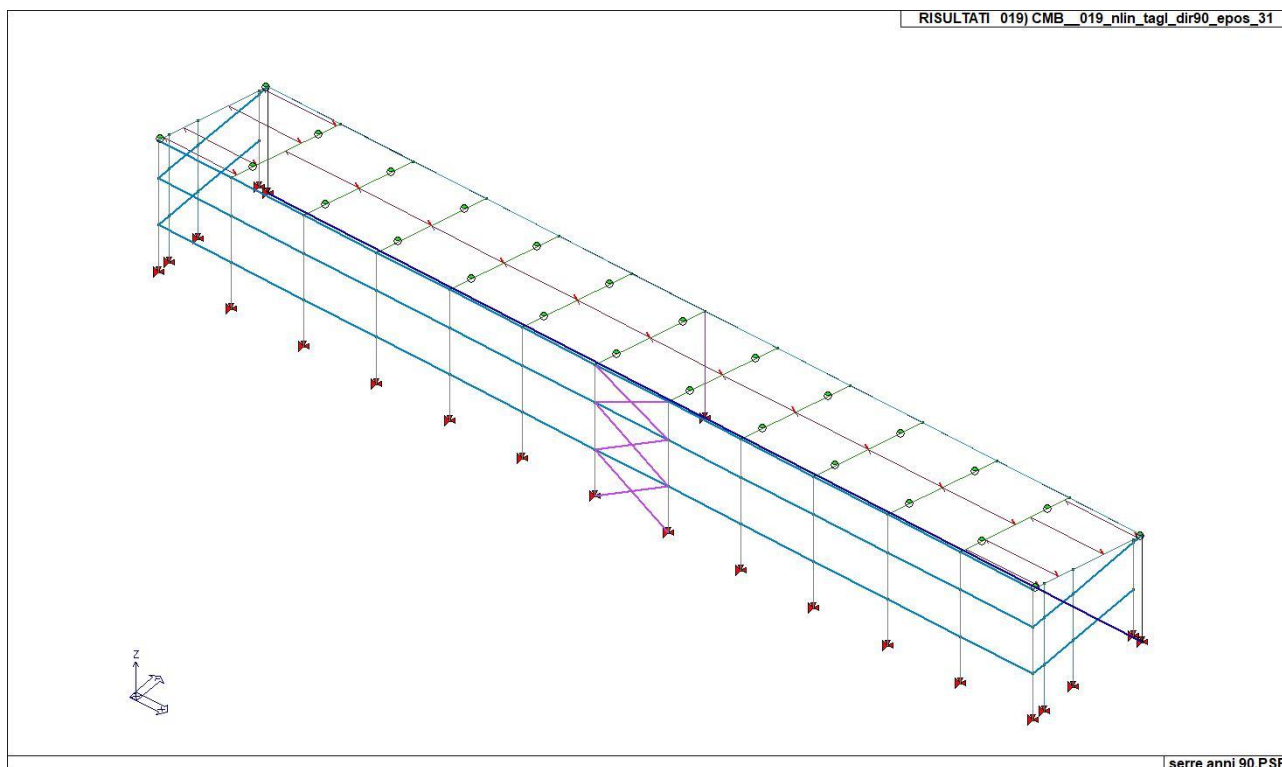 RISULTATI 019) CMB__019_nlin_tagl_dir90_epos_31
Z
serre anni 90.PSP